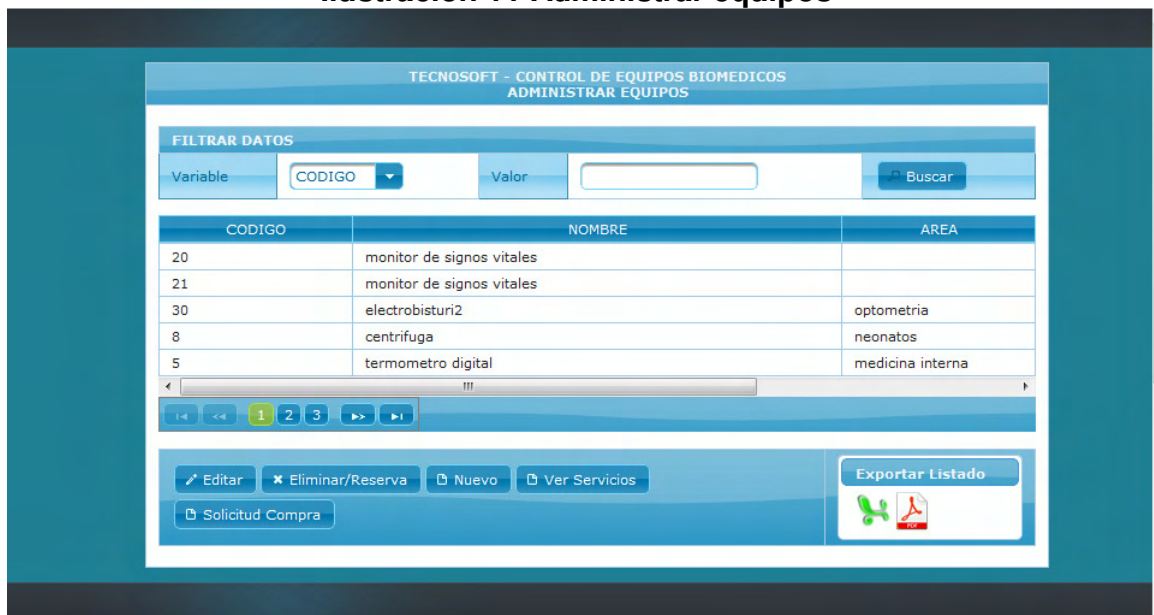 TECNOSOFT - CONTROL DE EQUIPOS BIOMEDICOS
ADMINISTRAR EQUIPOS
FILTRAR DATOS
Variable CODIGO Valor Buscar
CODIGO NOMBRE AREA
20 monitor de signos vitales
21 monitor de signos vitales
30 electrobisturi2 optometria
8 centrifuga neonatos
5 termometro digital medicina interna
1 2 3
Editar Eliminar/Reserva Nuevo Ver Servicios
Solicitud Compra
Exportar Listado
PDF